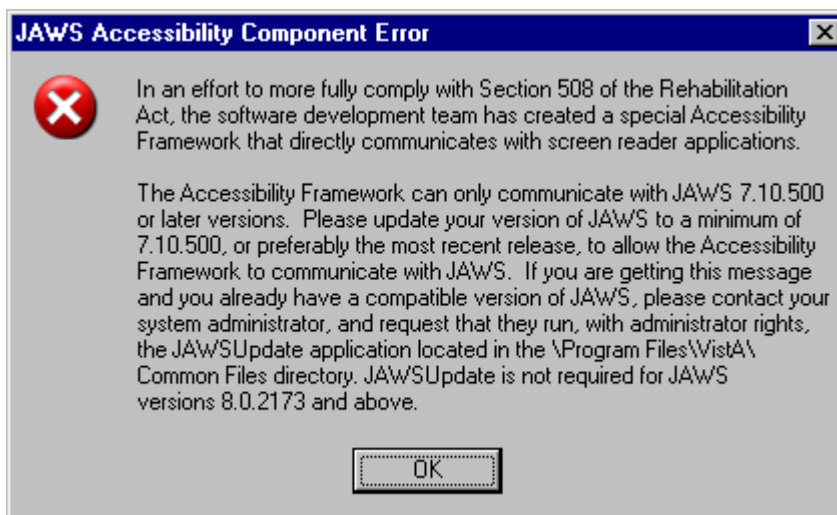 JAWS Accessibility Component Error
In an effort to more fully comply with Section 508 of the Rehabilitation
Act, the software development team has created a special Accessibility
Framework that directly communicates with screen reader applications.
The Accessibility Framework can only communicate with JAWS 7.10.500
or later versions.  Please update your version of JAWS to a minimum of
7.10.500, or preferably the most recent release, to allow the Accessibility
Framework to communicate with JAWS.  If you are getting this message
and you already have a compatible version of JAWS, please contact your
system administrator, and request that they run, with administrator rights,
the JAWSUpdate application located in the \Program Files\VistA\
Common Files directory. JAWSUpdate is not required for JAWS
versions 8.0.2173 and above.
OK